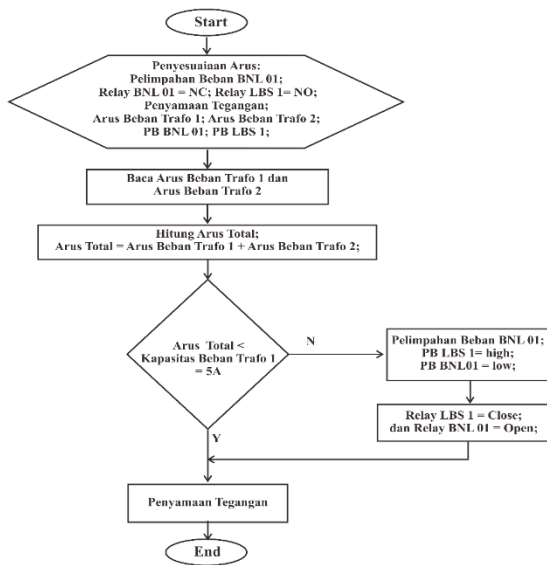 Start
Penyesuaiaan Arus:
Pelimpahan Beban BNL 01;
Relay BNL 01 = NC; Relay LBS 1= NO;
Penyamaan Tegangan;
Arus Beban Trafo 1; Arus Beban Trafo 2;
PB BNL 01; PB LBS 1;
Baca Arus Beban Trafo 1 dan
Arus Beban Trafo 2
Hitung Arus Total;
Arus Total = Arus Beban Trafo 1 + Arus Beban Trafo 2;
Arus Total <
Kapasitas Beban Trafo 1
= 5A
N
Pelimpahan Beban BNL 01;
PB LBS 1= high;
PB BNL01 = low;
Relay LBS 1 = Close;
dan Relay BNL 01 = Open;
Y
Penyamaan Tegangan
End